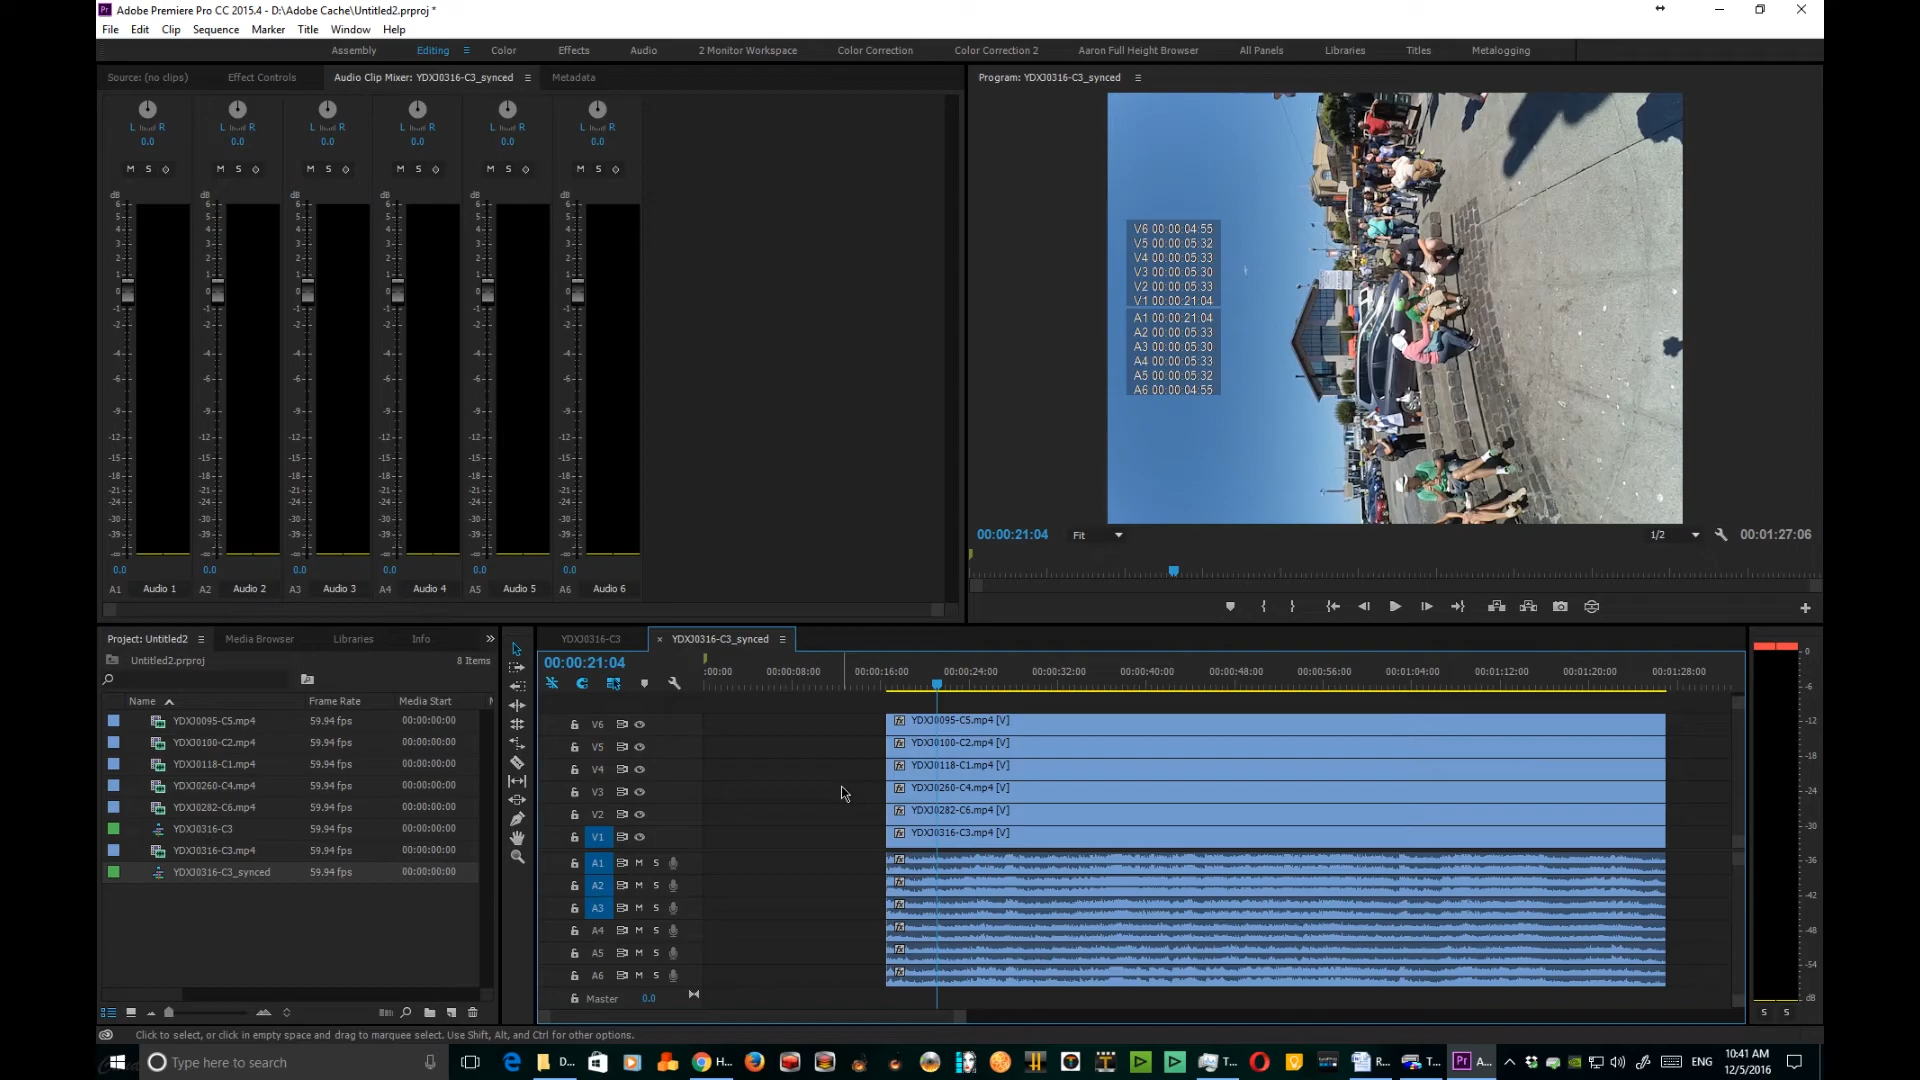 Adobe Premiere Pro CC 2015.4 - D:\Adobe Cache\Untitled2.prproj *
File Edit Clip Sequence Marker Title Window Help
Assembly Editing Color Effects Audio 2 Monitor Workspace Color Correction Color Correction 2 Aaron Full Height Browser All Panels Libraries Titles Metalogging
Source: (no clips) Effect Controls Audio Clip Mixer: YDXJ0316-C3_synced Metadata
Program: YDXJ0316-C3_synced
L R L R L R L R L R L R
0.0 0.0 0.0 0.0 0.0 0.0
M S M S M S M S M S M S
dB dB dB dB dB dB
6 6 6 6 6 6
5 5 5 5 5 5
4 4 4 4 4 4
3 3 3 3 3 3
2 2 2 2 2 2
1 1 1 1 1 1
0 0 0 0 0 0
-1 -1 -1 -1 -1 -1
-2 -2 -2 -2 -2 -2
-4 -4 -4 -4 -4 -4
-6 -6 -6 -6 -6 -6
-9 -9 -9 -9 -9 -9
-12 -12 -12 -12 -12 -12
-15 -15 -15 -15 -15 -15
-18 -18 -18 -18 -18 -18
-21 -21 -21 -21 -21 -21
-24 -24 -24 -24 -24 -24
-30 -30 -30 -30 -30 -30
-39 -39 -39 -39 -39 -39
-∞ -∞ -∞ -∞ -∞ -∞
0.0 0.0 0.0 0.0 0.0 0.0
A1 Audio 1 A2 Audio 2 A3 Audio 3 A4 Audio 4 A5 Audio 5 A6 Audio 6
V6 00:00:04:55
V5 00:00:05:32
V4 00:00:05:33
V3 00:00:05:30
V2 00:00:05:33
V1 00:00:21:04
A1 00:00:21:04
A2 00:00:05:33
A3 00:00:05:30
A4 00:00:05:33
A5 00:00:05:32
A6 00:00:04:55
00:00:21:04 Fit 1/2 00:01:27:06
Project: Untitled2 Media Browser Libraries Info
Untitled2.prproj 8 Items
Name Frame Rate Media Start
YDXJ0095-C5.mp4 59.94 fps 00:00:00:00
YDXJ0100-C2.mp4 59.94 fps 00:00:00:00
YDXJ0118-C1.mp4 59.94 fps 00:00:00:00
YDXJ0260-C4.mp4 59.94 fps 00:00:00:00
YDXJ0282-C6.mp4 59.94 fps 00:00:00:00
YDXJ0316-C3 59.94 fps 00:00:00:00
YDXJ0316-C3.mp4 59.94 fps 00:00:00:00
YDXJ0316-C3_synced 59.94 fps 00:00:00:00
YDXJ0316-C3 × YDXJ0316-C3_synced
00:00:21:04
:00:00 00:00:08:00 00:00:16:00 00:00:24:00 00:00:32:00 00:00:40:00 00:00:48:00 00:00:56:00 00:01:04:00 00:01:12:00 00:01:20:00 00:01:28:00
V6 fx YDXJ0095-C5.mp4 [V]
V5 fx YDXJ0100-C2.mp4 [V]
V4 fx YDXJ0118-C1.mp4 [V]
V3 fx YDXJ0260-C4.mp4 [V]
V2 fx YDXJ0282-C6.mp4 [V]
V1 fx YDXJ0316-C3.mp4 [V]
A1 M S fx
A2 M S fx
A3 M S fx
A4 M S fx
A5 M S fx
A6 M S fx
Master 0.0
0
-6
-12
-18
-24
-30
-36
-42
-48
-54
dB
S S
Click to select, or click in empty space and drag to marquee select. Use Shift, Alt, and Ctrl for other options.
Type here to search D... H... T... R... T... Pr A... ENG 10:41 AM
12/5/2016